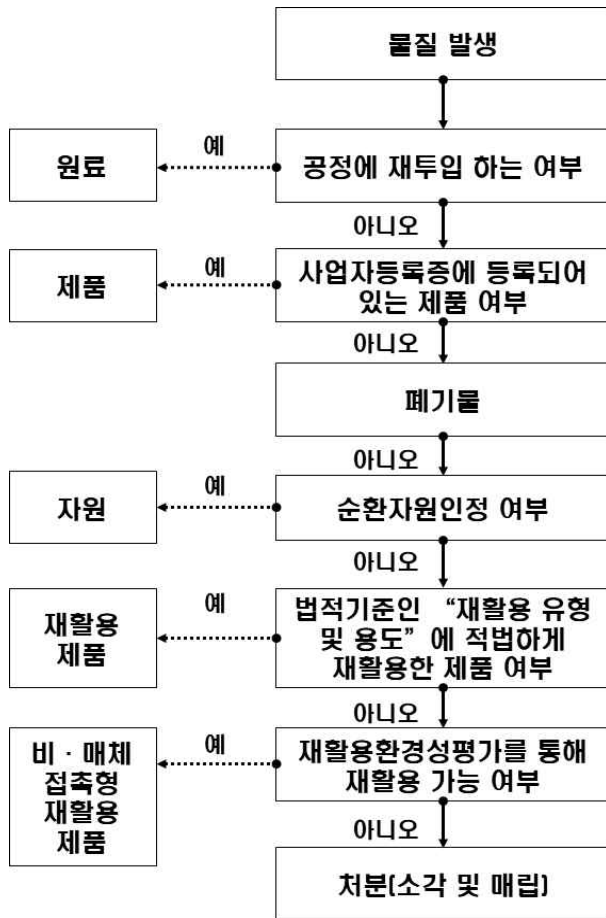 물질 발생
예
원료
공정에 재투입 하는 여부
아니오
예
제품
사업자등록증에 등록되어
있는 제품 여부
아니오
폐기물
아니오
예
자원
순환자원인정 여부
아니오
예
재활용
제품
법적기준인 “재활용 유형
및 용도”에 적법하게
재활용한 제품 여부
아니오
예
비·매체
접촉형
재활용
제품
재활용환경성평가를 통해
재활용 가능 여부
아니오
처분(소각 및 매립)